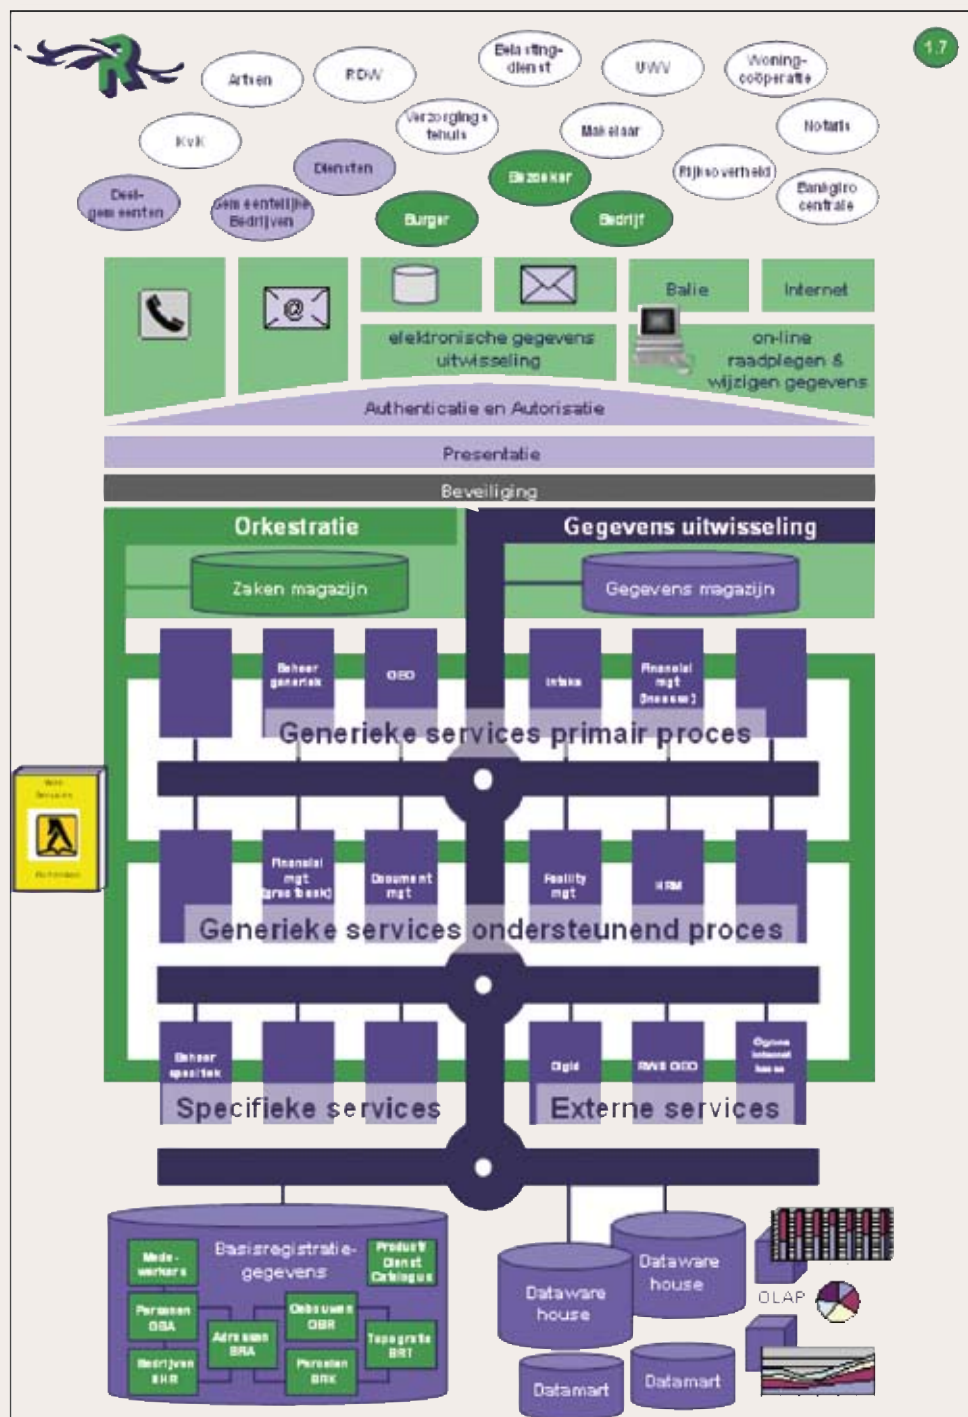 R
1.7
Artsen
RDW
Belasting-
dienst
UWV
Woning-
coöperatie
KvK
Verzorgings
tehuis
Makelaar
Notaris
Diensten
Bezoeker
Rijksoverheid
Bankgiro
centrale
Deel-
gemeenten
Gemeentelijke
Bedrijven
Burger
Bedrijf
@
Balie
Internet
elektronische gegevens
uitwisseling
on-line
raadplegen &
wijzigen gegevens
Authenticatie en Autorisatie
Presentatie
Beveiliging
Orkestratie
Gegevens uitwisseling
Zaken magazijn
Gegevens magazijn
Beheer
generiek
Intake
Financial
mgt
Generieke services primair proces
Financial
mgt
Document
mgt
Facility
mgt
HRM
Generieke services ondersteunend proces
Beheer
specifiek
Digid
Specifieke services
Externe services
Basisregistratie-
gegevens
Mede-
werkers
Product/
Dienst
Catalogus
Personen
GBA
Adressen
BRA
Gebouwen
GBR
Topografie
BRT
Bedrijven
Percelen
BRK
Dataware
house
Dataware
house
OLAP
Datamart
Datamart